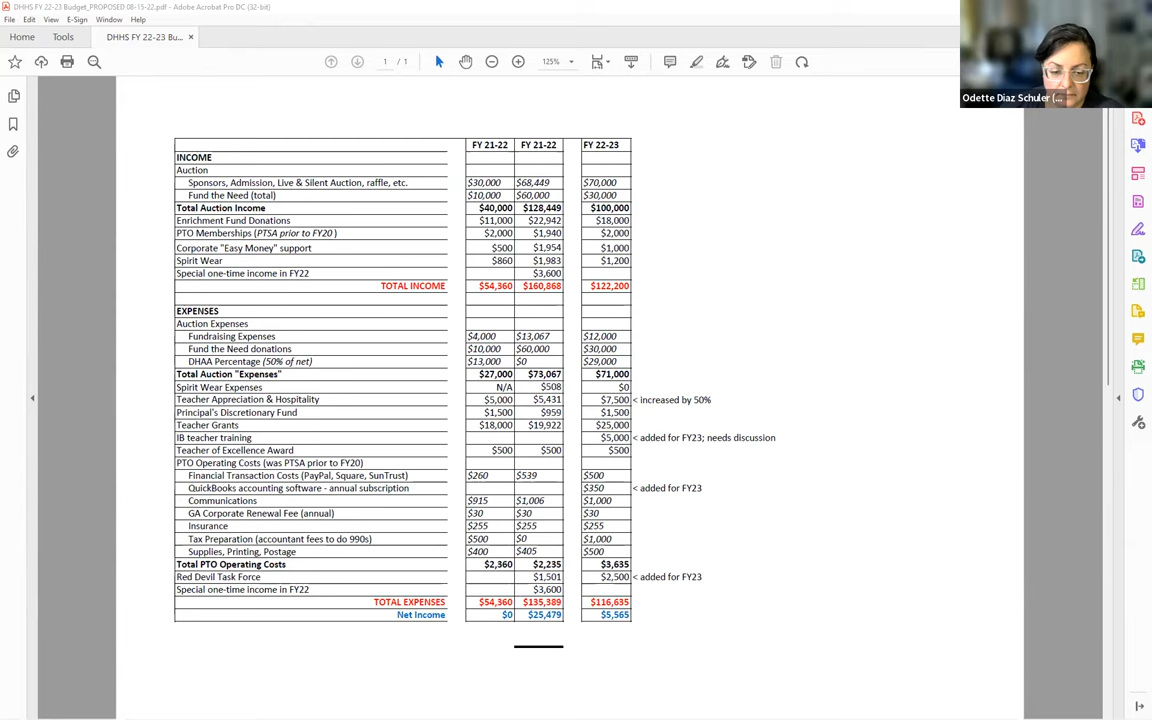 DHHS FY 22-23 Budget_PROPOSED 08-15-22.pdf - Adobe Acrobat Pro DC (32-bit)
File Edit View E-Sign Window Help
Home Tools DHHS FY 22-23 Bu... ×
1 / 1 125%
Odette Diaz Schuler (...
FY 21-22 FY 21-22 FY 22-23
INCOME
Auction
Sponsors, Admission, Live & Silent Auction, raffle, etc. $30,000 $68,449 $70,000
Fund the Need (total) $10,000 $60,000 $30,000
Total Auction Income $40,000 $128,449 $100,000
Enrichment Fund Donations $11,000 $22,942 $18,000
PTO Memberships (PTSA prior to FY20 ) $2,000 $1,940 $2,000
Corporate "Easy Money" support $500 $1,954 $1,000
Spirit Wear $860 $1,983 $1,200
Special one-time income in FY22 $3,600
TOTAL INCOME $54,360 $160,868 $122,200
EXPENSES
Auction Expenses
Fundraising Expenses $4,000 $13,067 $12,000
Fund the Need donations $10,000 $60,000 $30,000
DHAA Percentage (50% of net) $13,000 $0 $29,000
Total Auction "Expenses" $27,000 $73,067 $71,000
Spirit Wear Expenses N/A $508 $0
Teacher Appreciation & Hospitality $5,000 $5,431 $7,500 < increased by 50%
Principal's Discretionary Fund $1,500 $959 $1,500
Teacher Grants $18,000 $19,922 $25,000
IB teacher training $5,000 < added for FY23; needs discussion
Teacher of Excellence Award $500 $500 $500
PTO Operating Costs (was PTSA prior to FY20)
Financial Transaction Costs (PayPal, Square, SunTrust) $260 $539 $500
QuickBooks accounting software - annual subscription $350 < added for FY23
Communications $915 $1,006 $1,000
GA Corporate Renewal Fee (annual) $30 $30 $30
Insurance $255 $255 $255
Tax Preparation (accountant fees to do 990s) $500 $0 $1,000
Supplies, Printing, Postage $400 $405 $500
Total PTO Operating Costs $2,360 $2,235 $3,635
Red Devil Task Force $1,501 $2,500 < added for FY23
Special one-time income in FY22 $3,600
TOTAL EXPENSES $54,360 $135,389 $116,635
Net Income $0 $25,479 $5,565